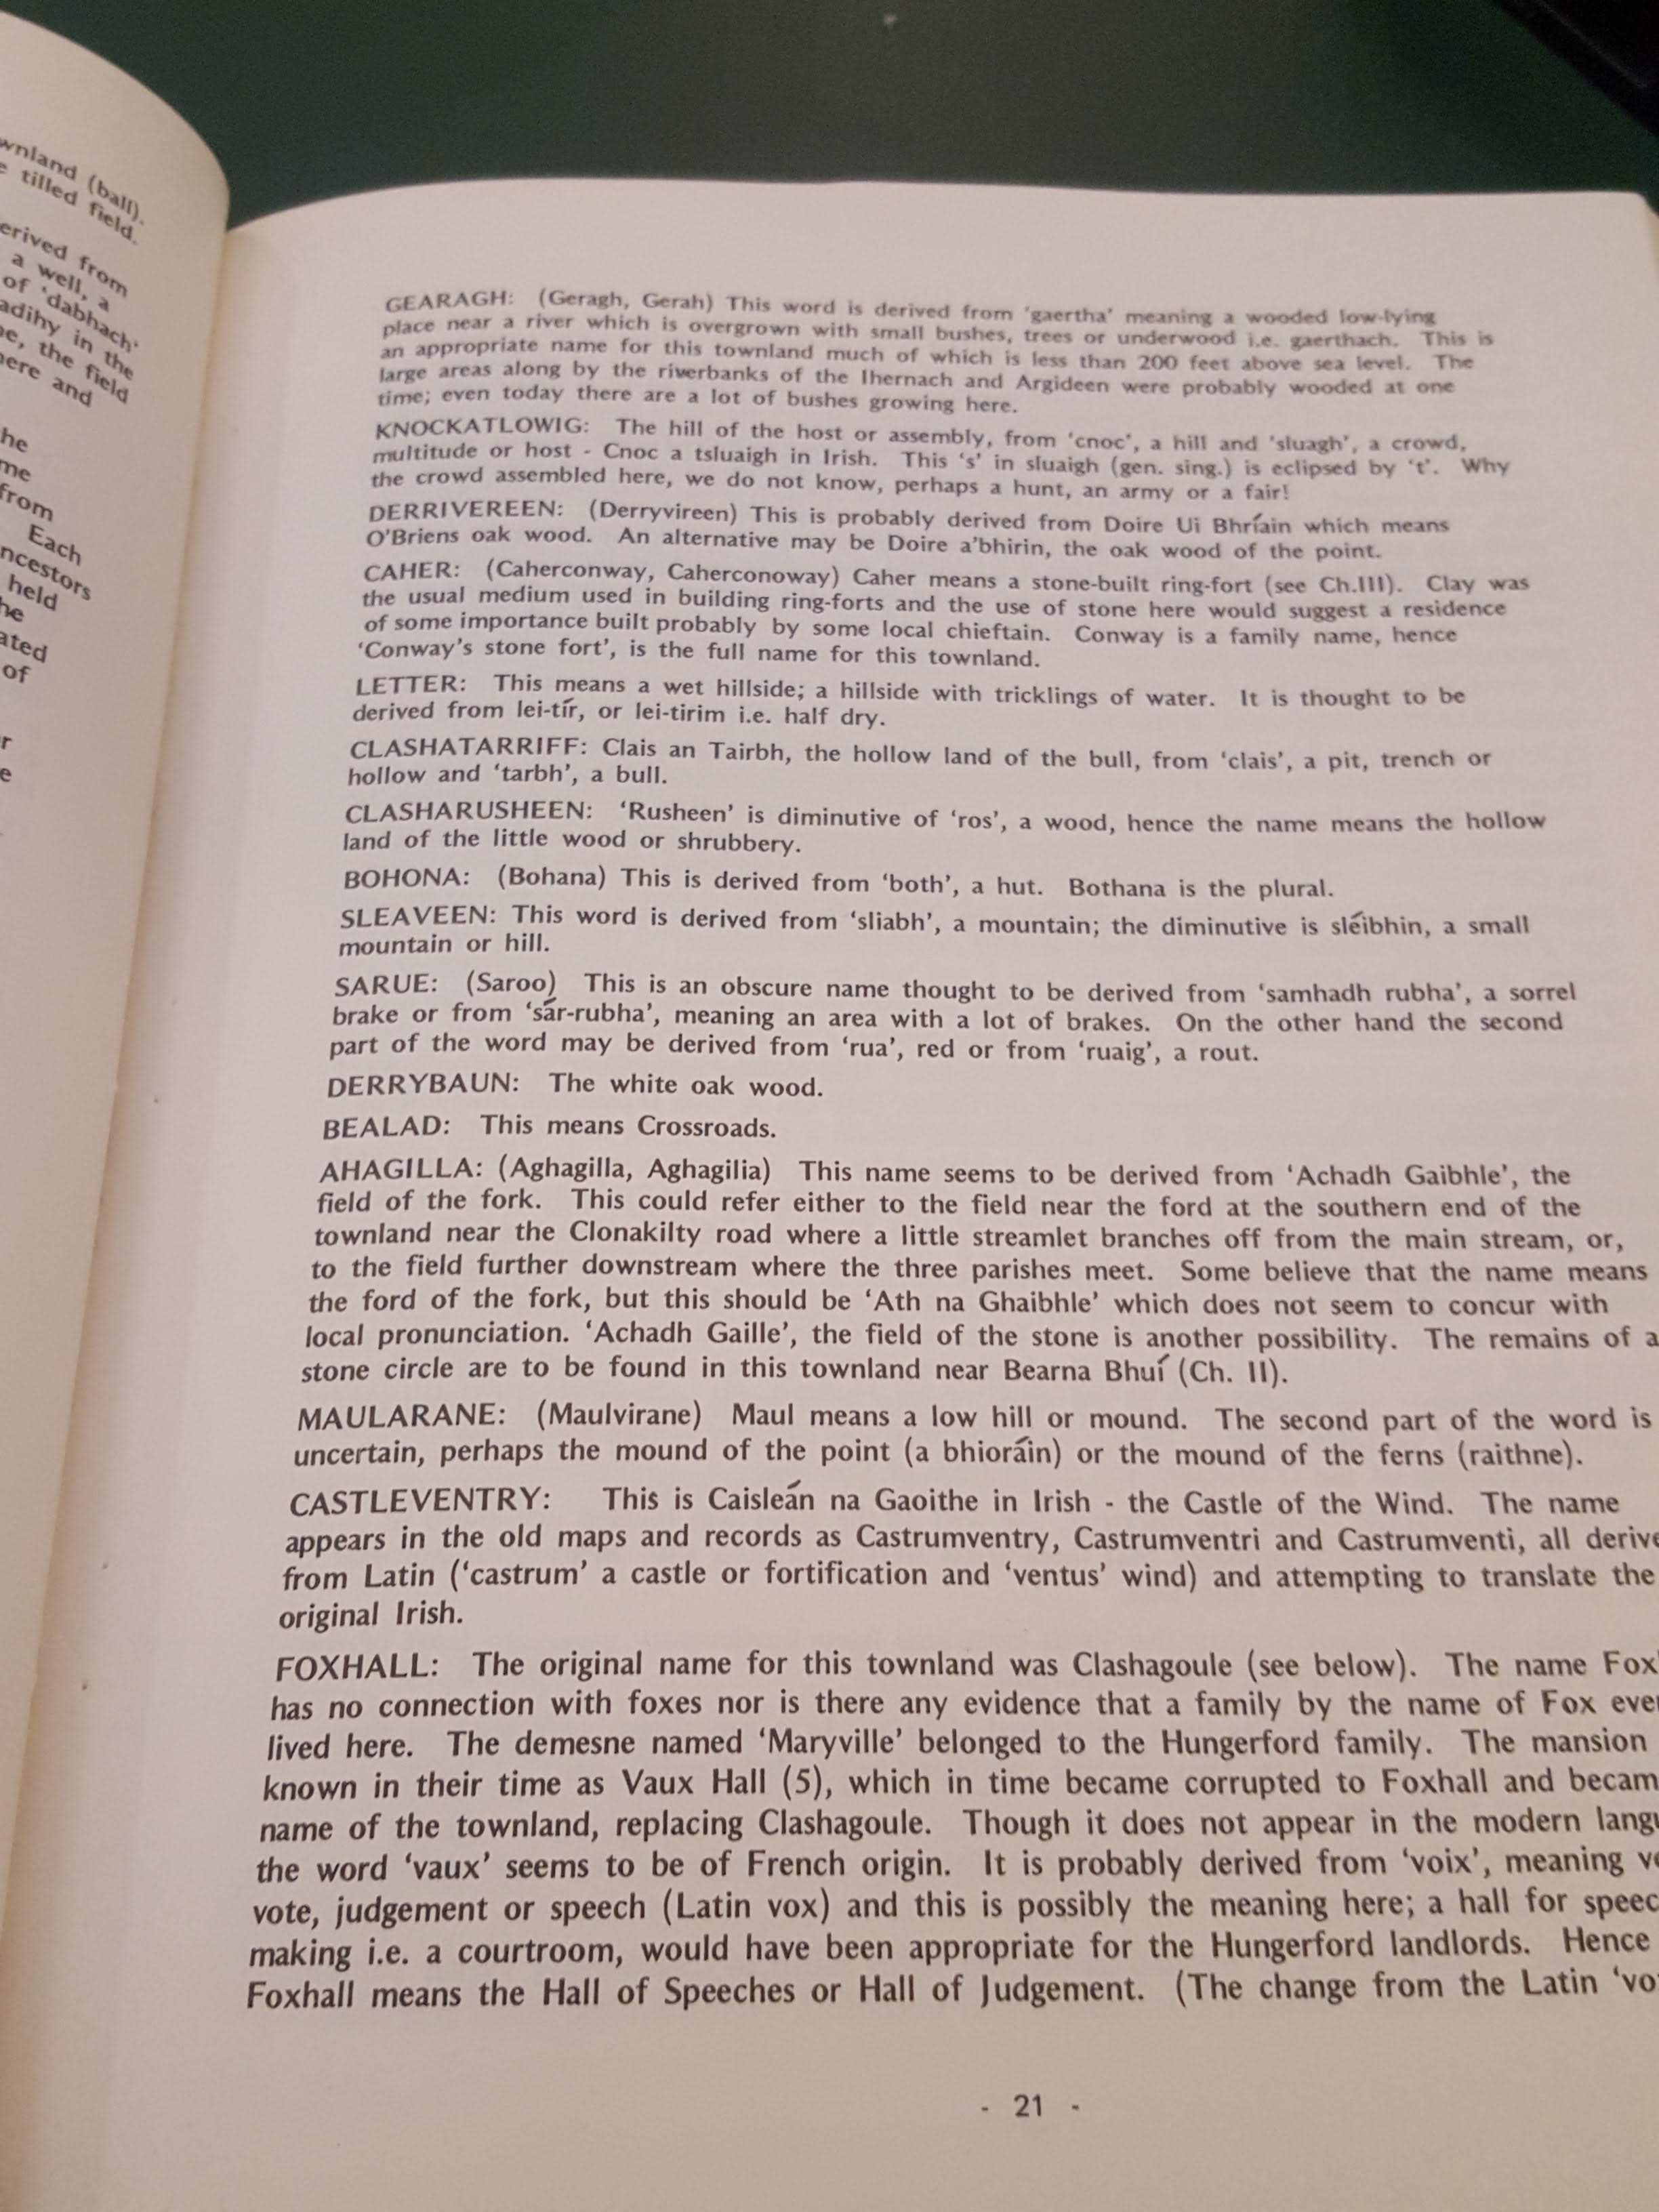 wnland (ball).
e tilled field.
erived from
a well, a
of 'dabhach'
adihy in the
e, the field
here and
he
me
from
Each
ncestors
held
he
ated
of
r
e
GEARAGH: (Geragh, Gerah) This word is derived from 'gaertha' meaning a wooded low-lying
place near a river which is overgrown with small bushes, trees or underwood i.e. gaerthach. This is
an appropriate name for this townland much of which is less than 200 feet above sea level. The
large areas along by the riverbanks of the Ihernach and Argideen were probably wooded at one
time; even today there are a lot of bushes growing here.
KNOCKATLOWIG: The hill of the host or assembly, from 'cnoc', a hill and 'sluagh', a crowd,
multitude or host - Cnoc a tsluaigh in Irish. This 's' in sluaigh (gen. sing.) is eclipsed by 't'. Why
the crowd assembled here, we do not know, perhaps a hunt, an army or a fair!
DERRIVEREEN: (Derryvireen) This is probably derived from Doire Ui Bhríain which means
O'Briens oak wood. An alternative may be Doire a'bhirin, the oak wood of the point.
CAHER: (Caherconway, Caherconoway) Caher means a stone-built ring-fort (see Ch.III). Clay was
the usual medium used in building ring-forts and the use of stone here would suggest a residence
of some importance built probably by some local chieftain. Conway is a family name, hence
'Conway's stone fort', is the full name for this townland.
LETTER: This means a wet hillside; a hillside with tricklings of water. It is thought to be
derived from lei-tír, or lei-tirim i.e. half dry.
CLASHATARRIFF: Clais an Tairbh, the hollow land of the bull, from 'clais', a pit, trench or
hollow and 'tarbh', a bull.
CLASHARUSHEEN: 'Rusheen' is diminutive of 'ros', a wood, hence the name means the hollow
land of the little wood or shrubbery.
BOHONA: (Bohana) This is derived from 'both', a hut. Bothana is the plural.
SLEAVEEN: This word is derived from 'sliabh', a mountain; the diminutive is sléibhin, a small
mountain or hill.
SARUE: (Saroo) This is an obscure name thought to be derived from 'samhadh rubha', a sorrel
brake or from 'sár-rubha', meaning an area with a lot of brakes. On the other hand the second
part of the word may be derived from 'rua', red or from 'ruaig', a rout.
DERRYBAUN: The white oak wood.
BEALAD: This means Crossroads.
AHAGILLA: (Aghagilla, Aghagilia) This name seems to be derived from 'Achadh Gaibhle', the
field of the fork. This could refer either to the field near the ford at the southern end of the
townland near the Clonakilty road where a little streamlet branches off from the main stream, or,
to the field further downstream where the three parishes meet. Some believe that the name means
the ford of the fork, but this should be 'Ath na Ghaibhle' which does not seem to concur with
local pronunciation. 'Achadh Gaille', the field of the stone is another possibility. The remains of a
stone circle are to be found in this townland near Bearna Bhuí (Ch. II).
MAULARANE: (Maulvirane) Maul means a low hill or mound. The second part of the word is
uncertain, perhaps the mound of the point (a bhioráin) or the mound of the ferns (raithne).
CASTLEVENTRY: This is Caisleán na Gaoithe in Irish - the Castle of the Wind. The name
appears in the old maps and records as Castrumventry, Castrumventri and Castrumventi, all derive
from Latin ('castrum' a castle or fortification and 'ventus' wind) and attempting to translate the
original Irish.
FOXHALL: The original name for this townland was Clashagoule (see below). The name Fox
has no connection with foxes nor is there any evidence that a family by the name of Fox ever
lived here. The demesne named 'Maryville' belonged to the Hungerford family. The mansion
known in their time as Vaux Hall (5), which in time became corrupted to Foxhall and becam
name of the townland, replacing Clashagoule. Though it does not appear in the modern langu
the word 'vaux' seems to be of French origin. It is probably derived from 'voix', meaning v
vote, judgement or speech (Latin vox) and this is possibly the meaning here; a hall for speec
making i.e. a courtroom, would have been appropriate for the Hungerford landlords. Hence
Foxhall means the Hall of Speeches or Hall of Judgement. (The change from the Latin 'vo
- 21 -